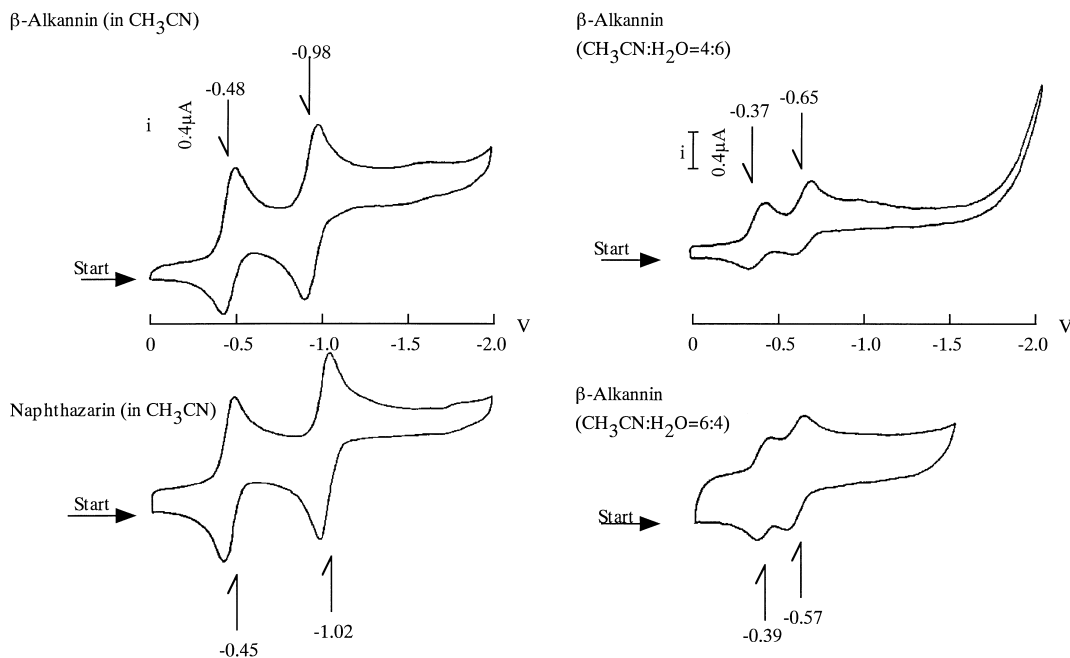 β-Alkannin (in CH3CN)
-0.98
-0.48
i
0.4μA
Start
0
-0.5
-1.0
-1.5
-2.0
V
β-Alkannin
(CH3CN:H2O=4:6)
-0.37
-0.65
i
0.4μA
Start
0
-0.5
-1.0
-1.5
-2.0
V
Naphthazarin (in CH3CN)
Start
-0.45
-1.02
β-Alkannin
(CH3CN:H2O=6:4)
Start
-0.39
-0.57